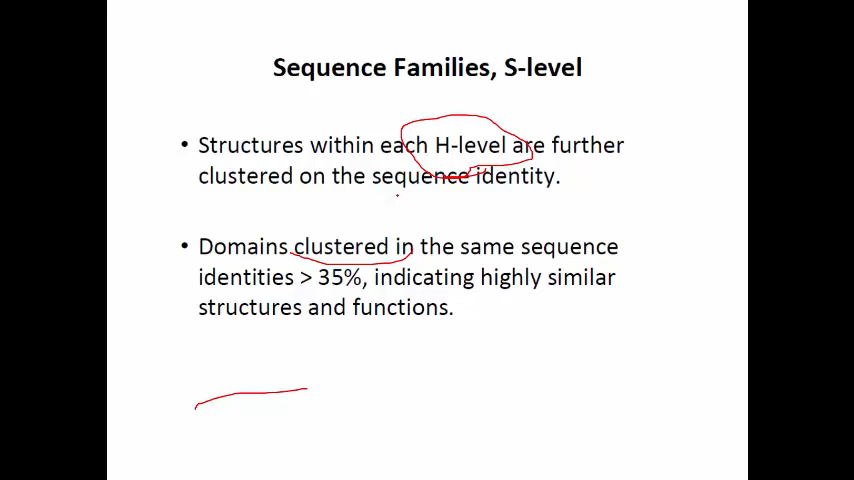 Sequence Families, S-level
• Structures within each H-level are further
clustered on the sequence identity.
• Domains clustered in the same sequence
identities > 35%, indicating highly similar
structures and functions.